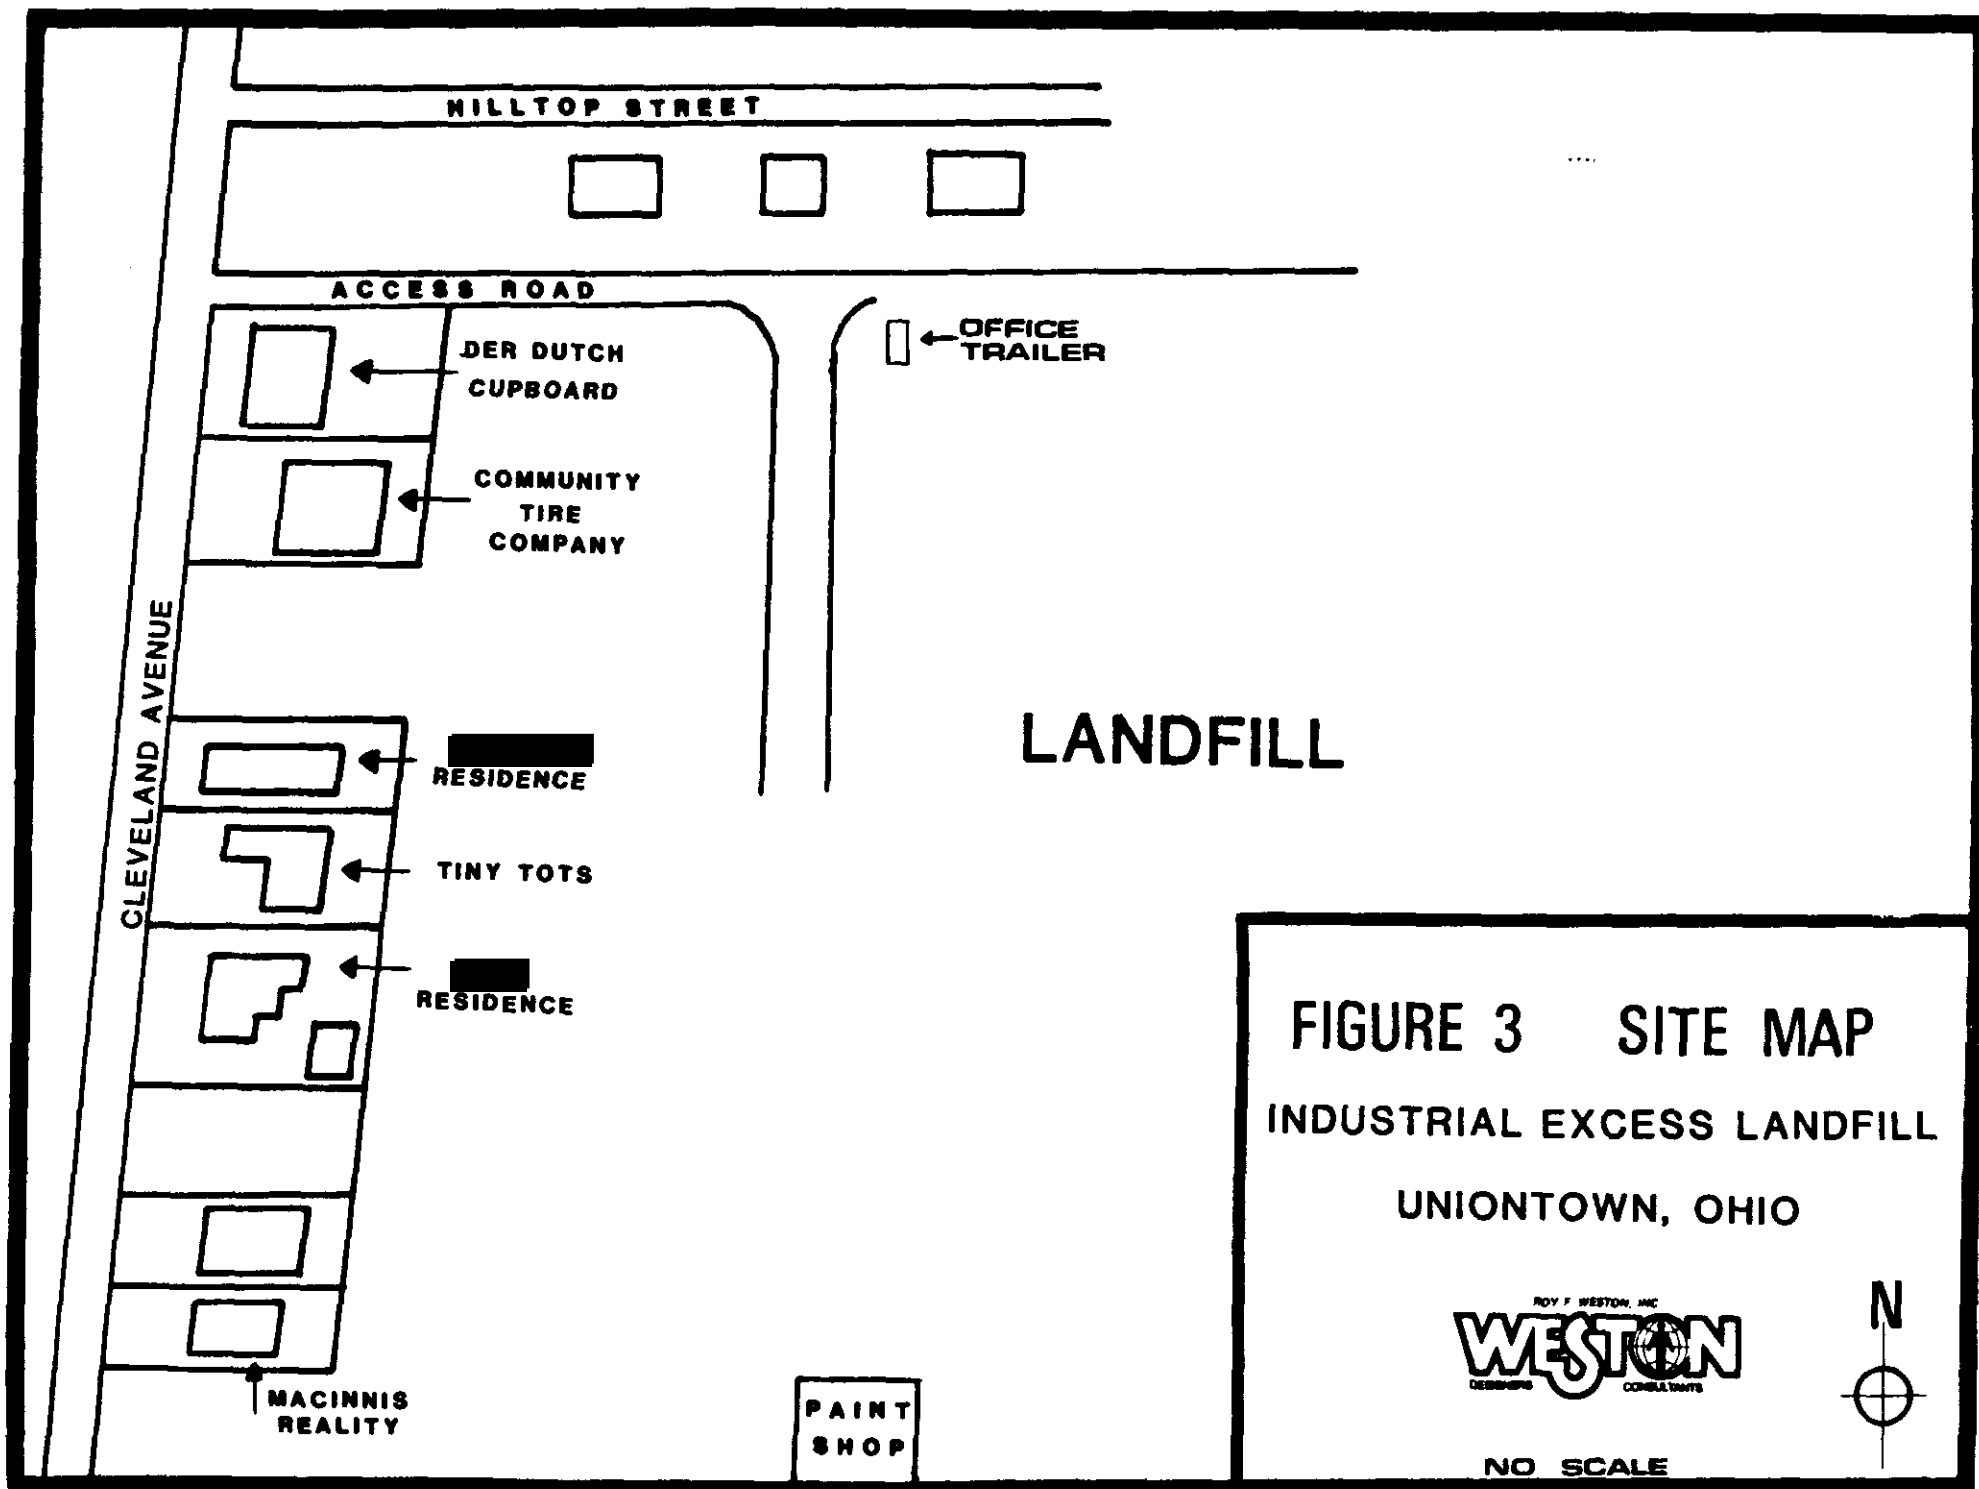 HILLTOP STREET
ACCESS ROAD
OFFICE
TRAILER
DER DUTCH
CUPBOARD
COMMUNITY
TIRE
COMPANY
CLEVELAND AVENUE
LANDFILL
RESIDENCE
TINY TOTS
RESIDENCE
MACINNIS
REALITY
PAINT
SHOP
FIGURE 3 SITE MAP
INDUSTRIAL EXCESS LANDFILL
UNIONTOWN, OHIO
ROY F. WESTON, INC
WESTON
DESIGNERS CONSULTANTS
N
NO SCALE